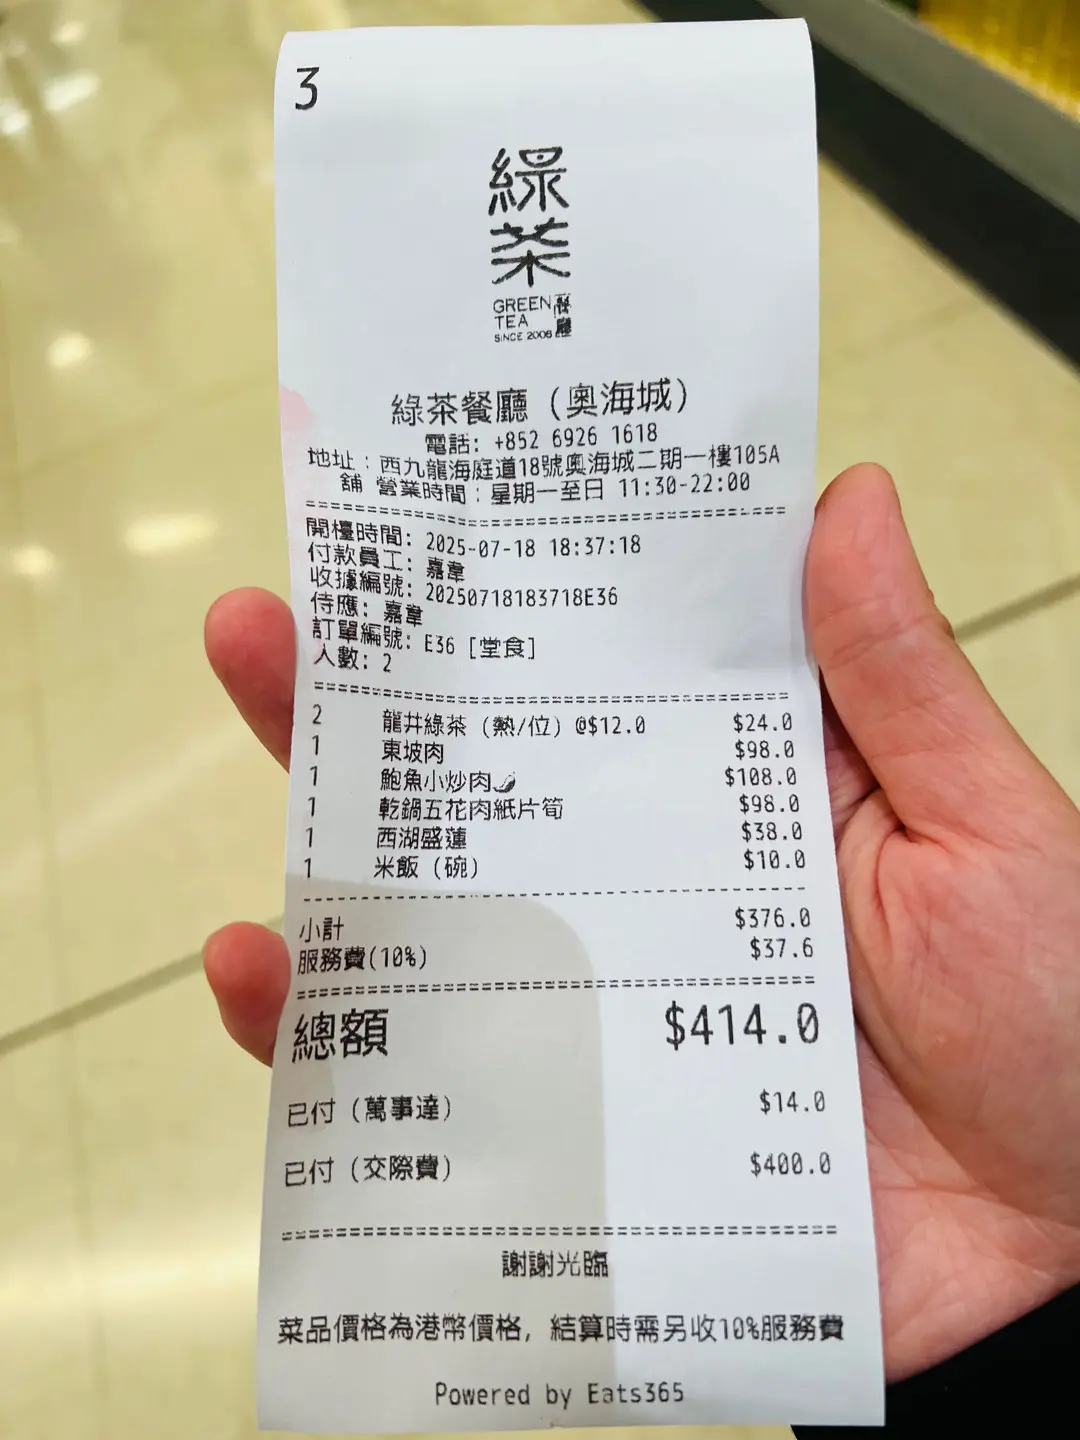 3
綠
茶
GREEN 餐廳
TEA
SINCE 2008
綠茶餐廳 (奧海城)
電話: +852 6926 1618
地址：西九龍海庭道18號奧海城二期一樓105A
舖 營業時間：星期一至日 11:30-22:00
開檯時間: 2025-07-18 18:37:18
付款員工: 嘉韋
收據編號: 20250718183718E36
侍應: 嘉韋
訂單編號: E36 [堂食]
人數: 2
2 龍井綠茶 (熱/位) @$12.0 $24.0
1 東坡肉 $98.0
1 鮑魚小炒肉🌶 $108.0
1 乾鍋五花肉紙片筍 $98.0
1 西湖盛蓮 $38.0
1 米飯 (碗) $10.0
小計 $376.0
服務費(10%) $37.6
總額 $414.0
已付 (萬事達) $14.0
已付 (交際費) $400.0
謝謝光臨
菜品價格為港幣價格, 結算時需另收10%服務費
Powered by Eats365